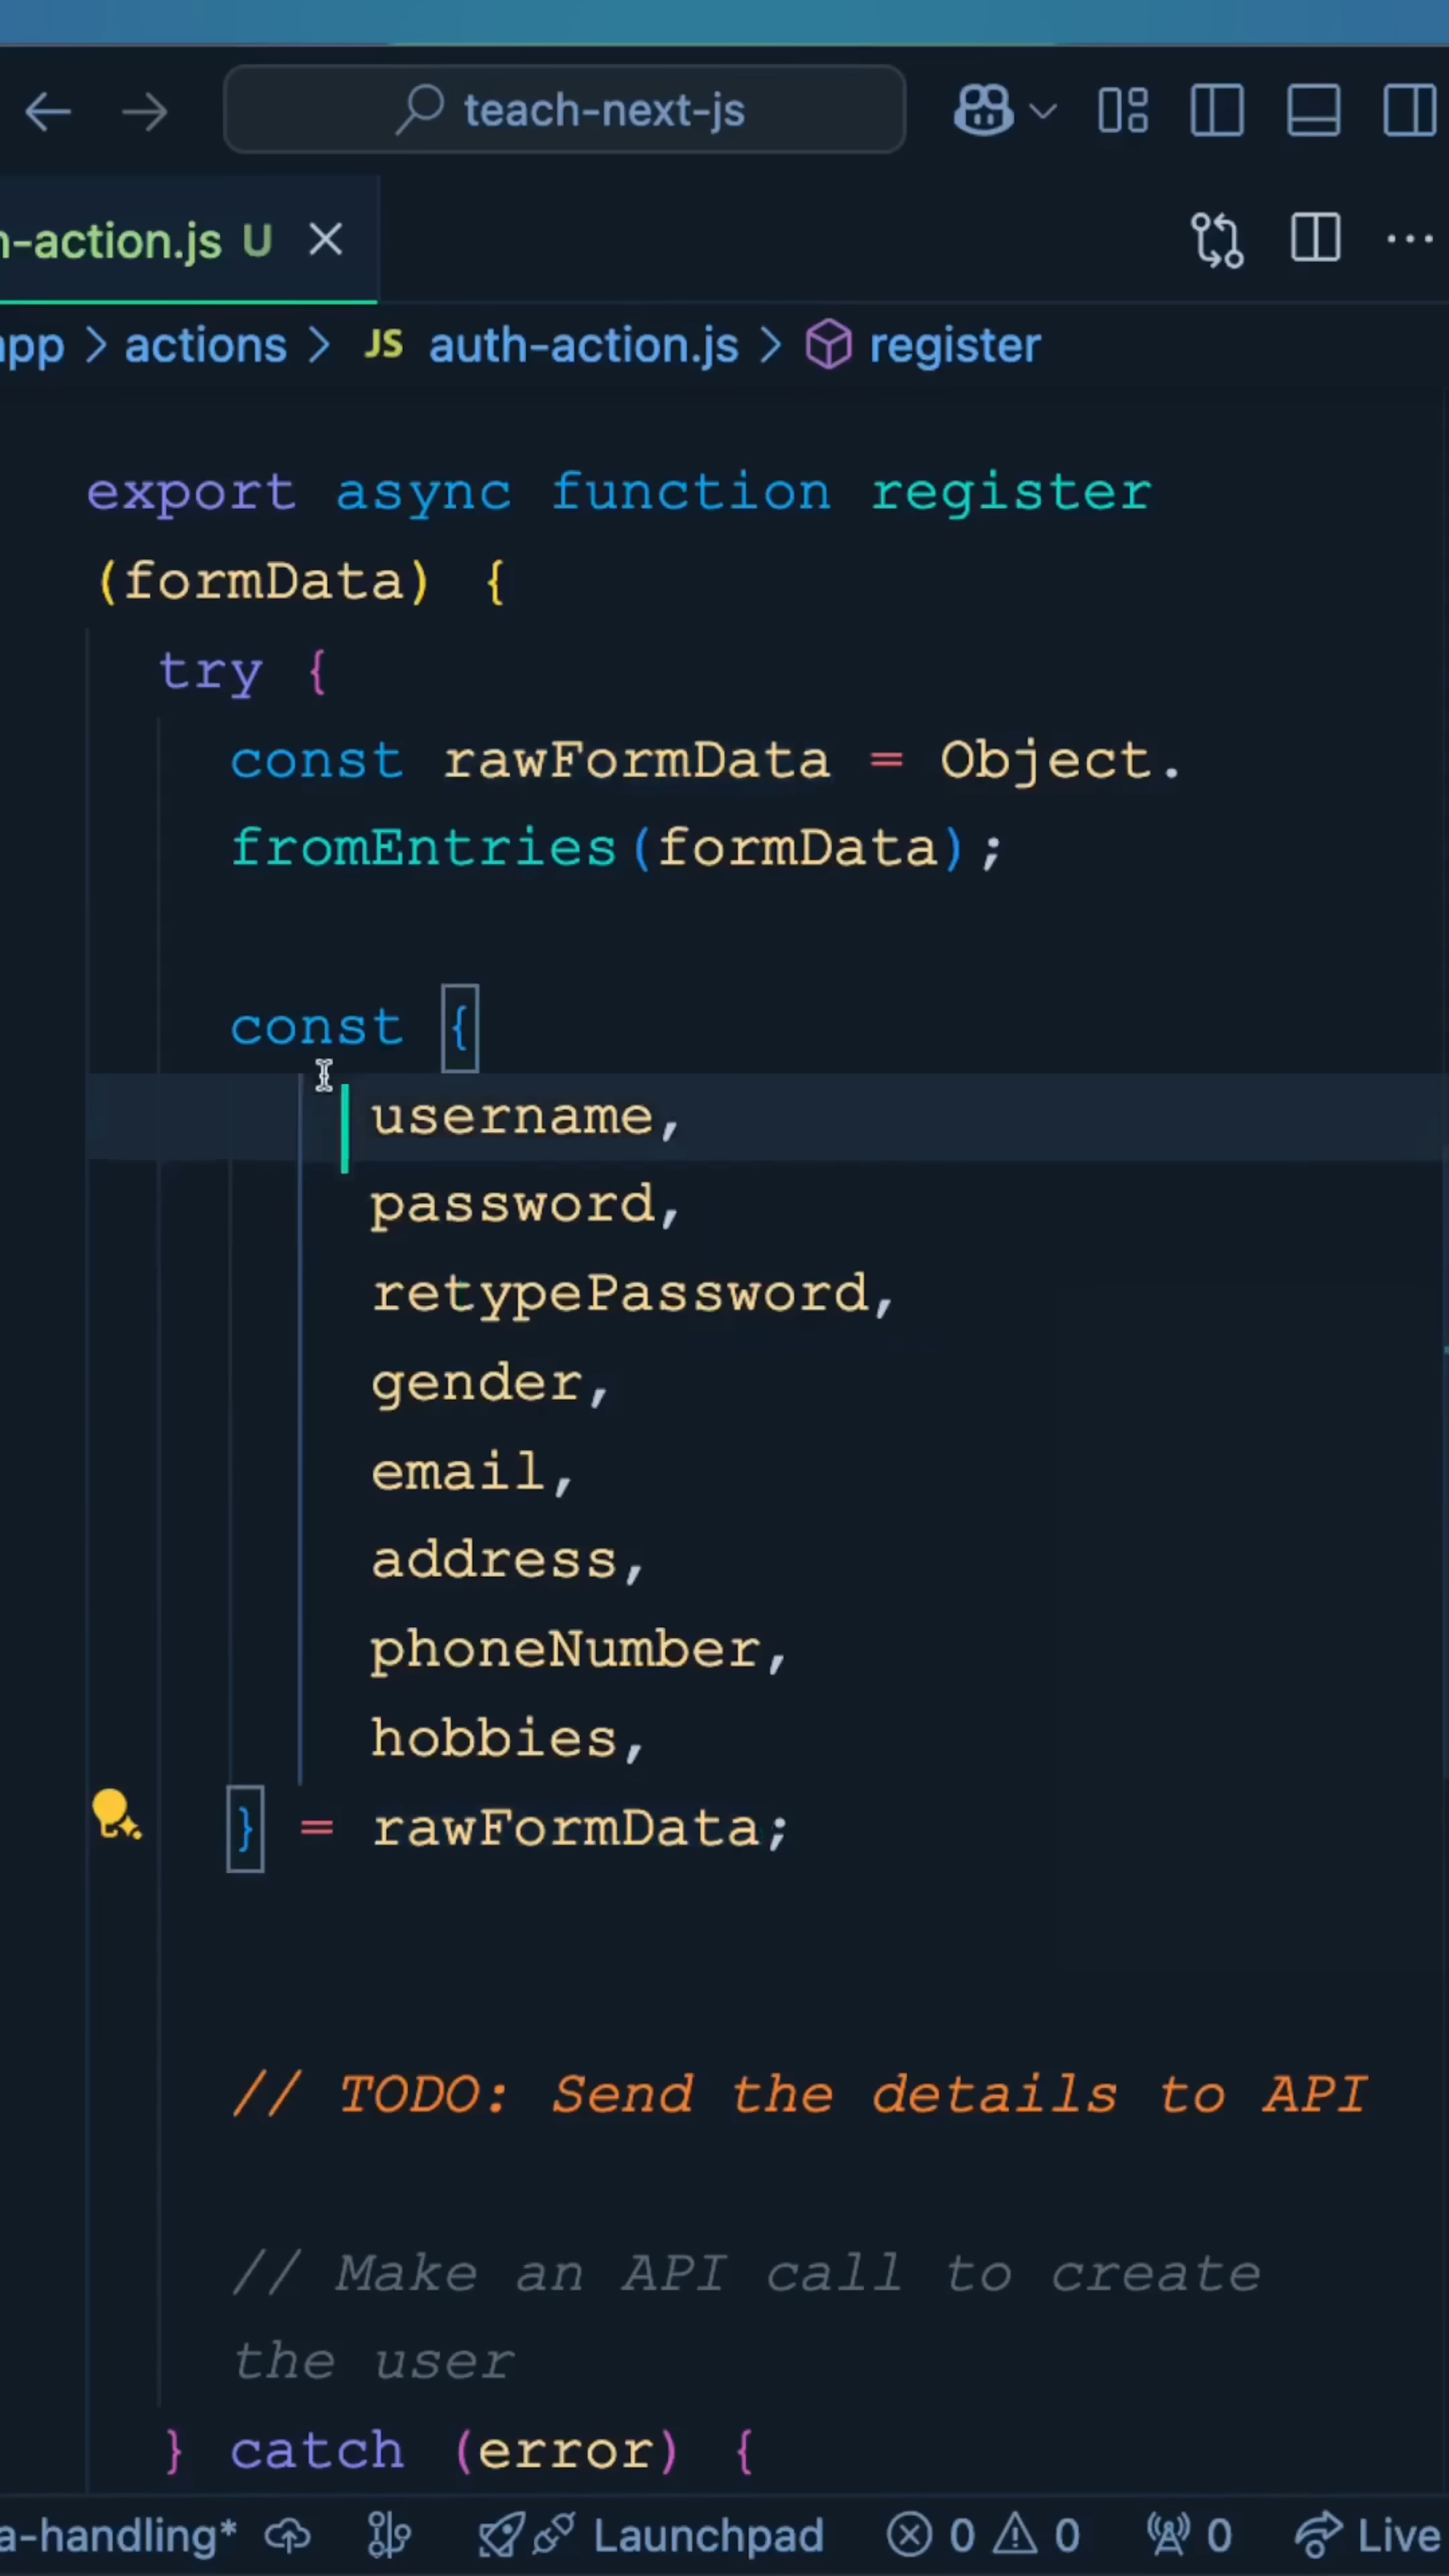 teach-next-js
-action.js U
app > actions > JS auth-action.js > register
export async function register
(formData) {
try {
const rawFormData = Object.
fromEntries(formData);
const {
username,
password,
retypePassword,
gender,
email,
address,
phoneNumber,
hobbies,
} = rawFormData;
// TODO: Send the details to API
// Make an API call to create
the user
} catch (error) {
a-handling* Launchpad 0 0 0 Live